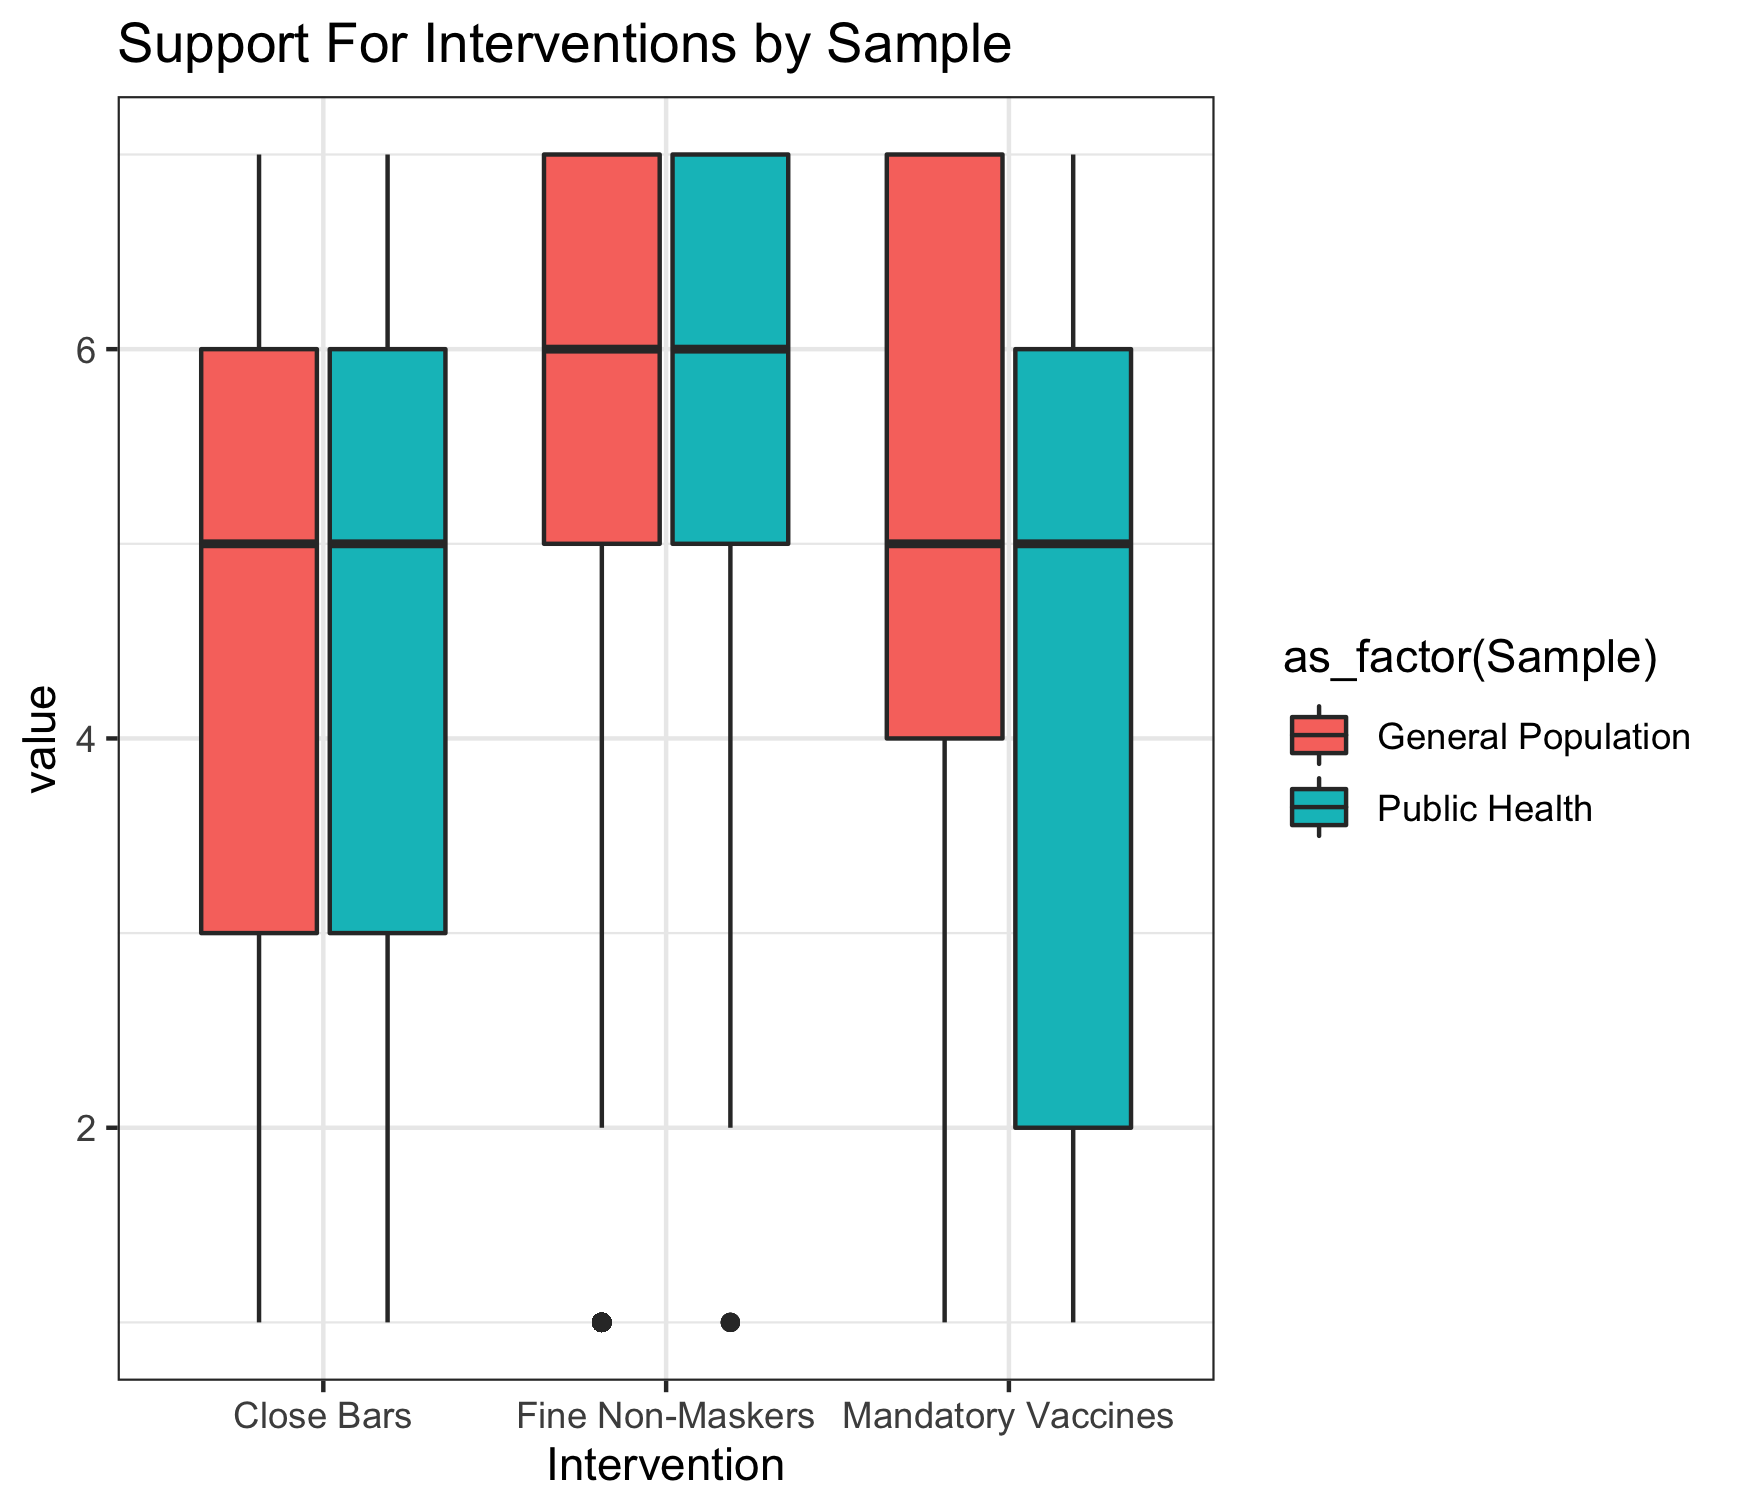 Support For Interventions by Sample
value
6
4
2
Close Bars
Fine Non-Maskers
Mandatory Vaccines
Intervention
as_factor(Sample)
General Population
Public Health